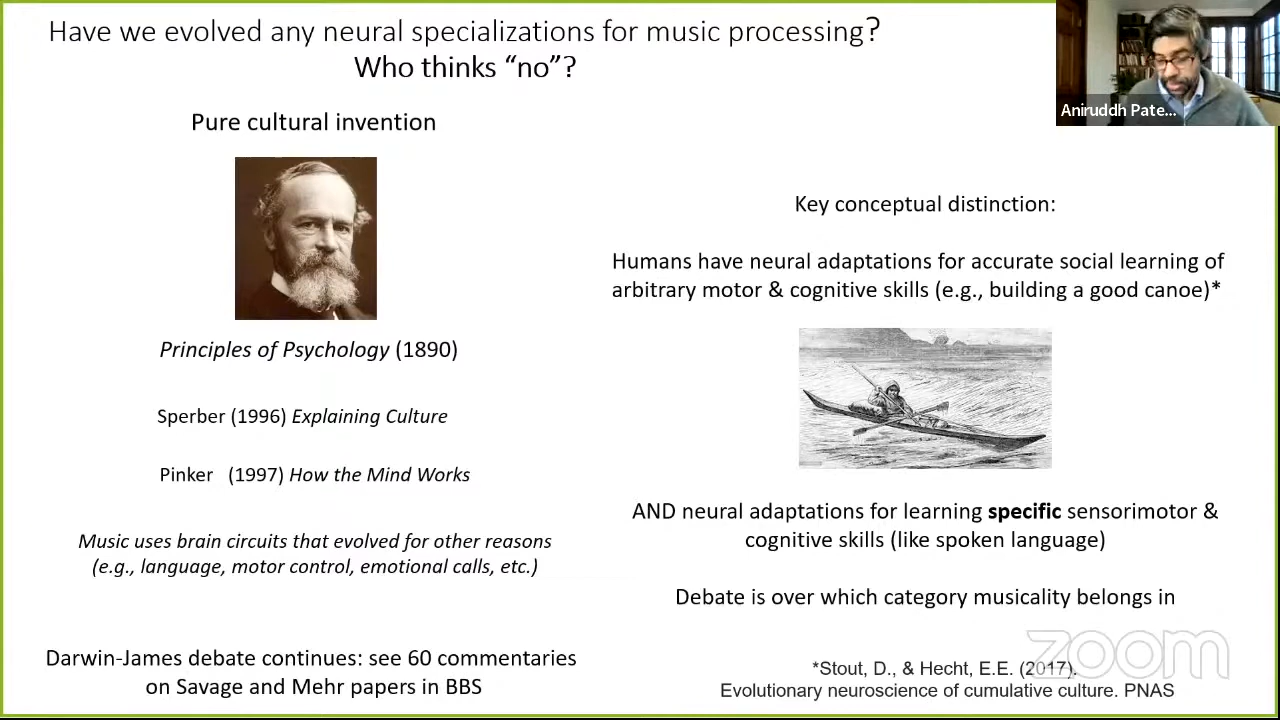 Have we evolved any neural specializations for music processing?
Who thinks “no”?
Pure cultural invention
Principles of Psychology (1890)
Sperber (1996) Explaining Culture
Pinker (1997) How the Mind Works
Music uses brain circuits that evolved for other reasons
(e.g., language, motor control, emotional calls, etc.)
Darwin-James debate continues: see 60 commentaries
on Savage and Mehr papers in BBS
Aniruddh Pate...
Key conceptual distinction:
Humans have neural adaptations for accurate social learning of
arbitrary motor & cognitive skills (e.g., building a good canoe)*
AND neural adaptations for learning specific sensorimotor &
cognitive skills (like spoken language)
Debate is over which category musicality belongs in
*Stout, D., & Hecht, E.E. (2017).
Evolutionary neuroscience of cumulative culture. PNAS
zoom